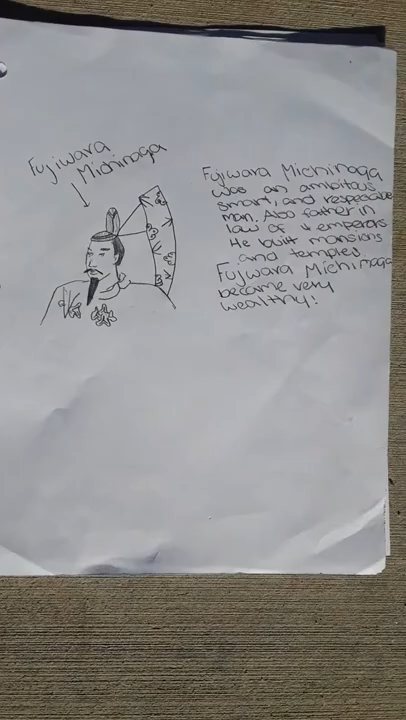 Fujiwara
Michinaga
Fujiwara Michinaga
was an ambitous
smart, and respecable
man. Also father in
law of 4 emperors
He built mansions
and temples
Fujiwara Michinaga
became very
wealthy!